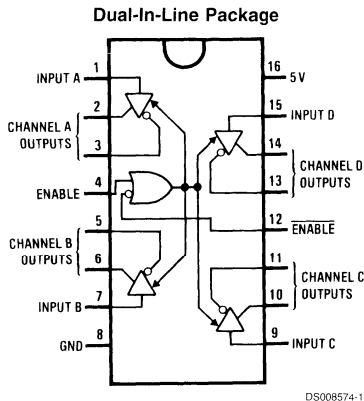 Dual-In-Line Package
1
INPUT A
2
CHANNEL A
OUTPUTS
3
4
ENABLE
5
CHANNEL B
OUTPUTS
6
7
INPUT B
8
GND
16
5V
15
INPUT D
14
CHANNEL D
OUTPUTS
13
12
ENABLE
11
CHANNEL C
OUTPUTS
10
9
INPUT C
DS008574-1